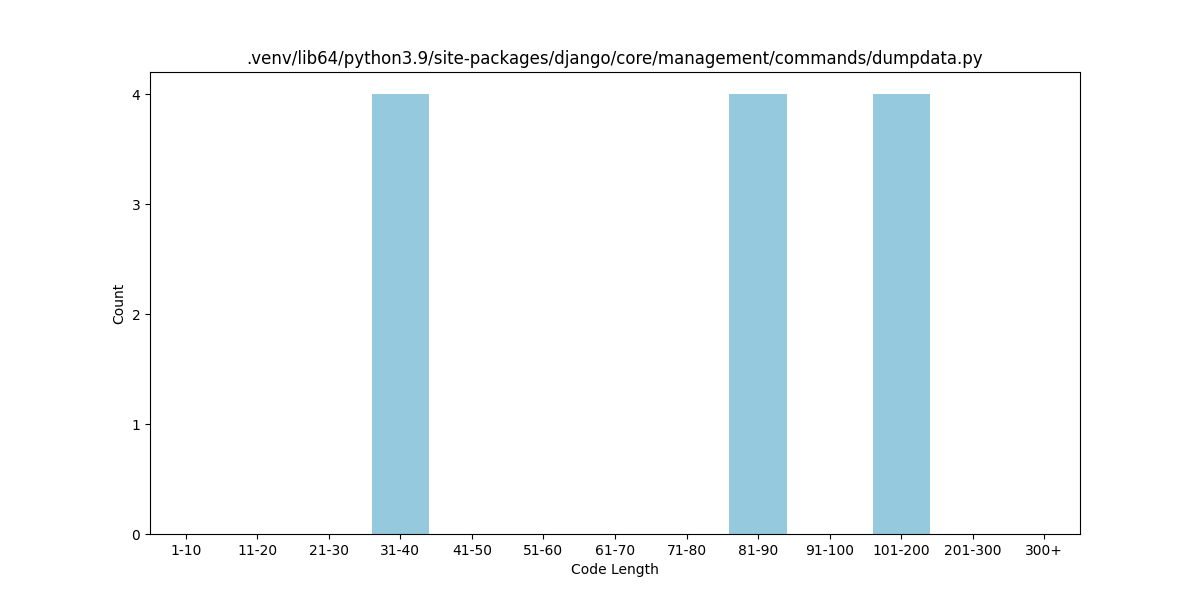 .venv/lib64/python3.9/site-packages/django/core/management/commands/dumpdata.py
4
3
2
1
0
Count
1-10 11-20 21-30 31-40 41-50 51-60 61-70 71-80 81-90 91-100 101-200 201-300 300+
Code Length